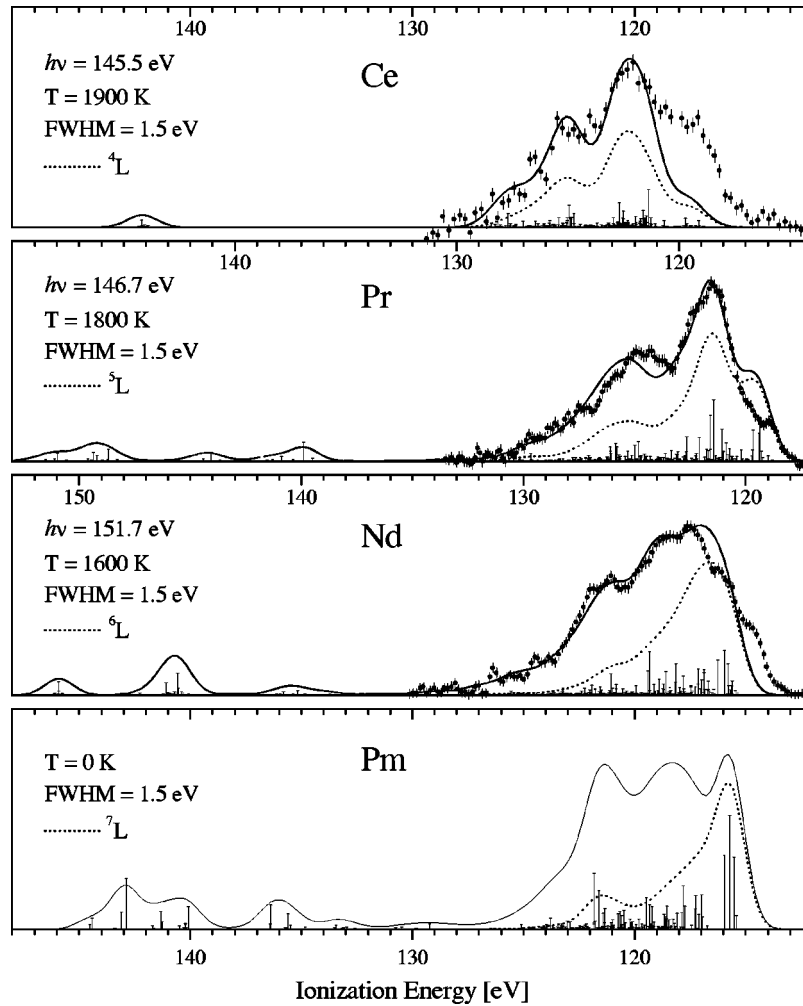 140 130 120
hν = 145.5 eV
T = 1900 K
FWHM = 1.5 eV
⁴L
Ce
140 130 120
hν = 146.7 eV
T = 1800 K
FWHM = 1.5 eV
⁵L
Pr
150 140 130 120
hν = 151.7 eV
T = 1600 K
FWHM = 1.5 eV
⁶L
Nd
T = 0 K
FWHM = 1.5 eV
⁷L
Pm
140 130 120
Ionization Energy [eV]